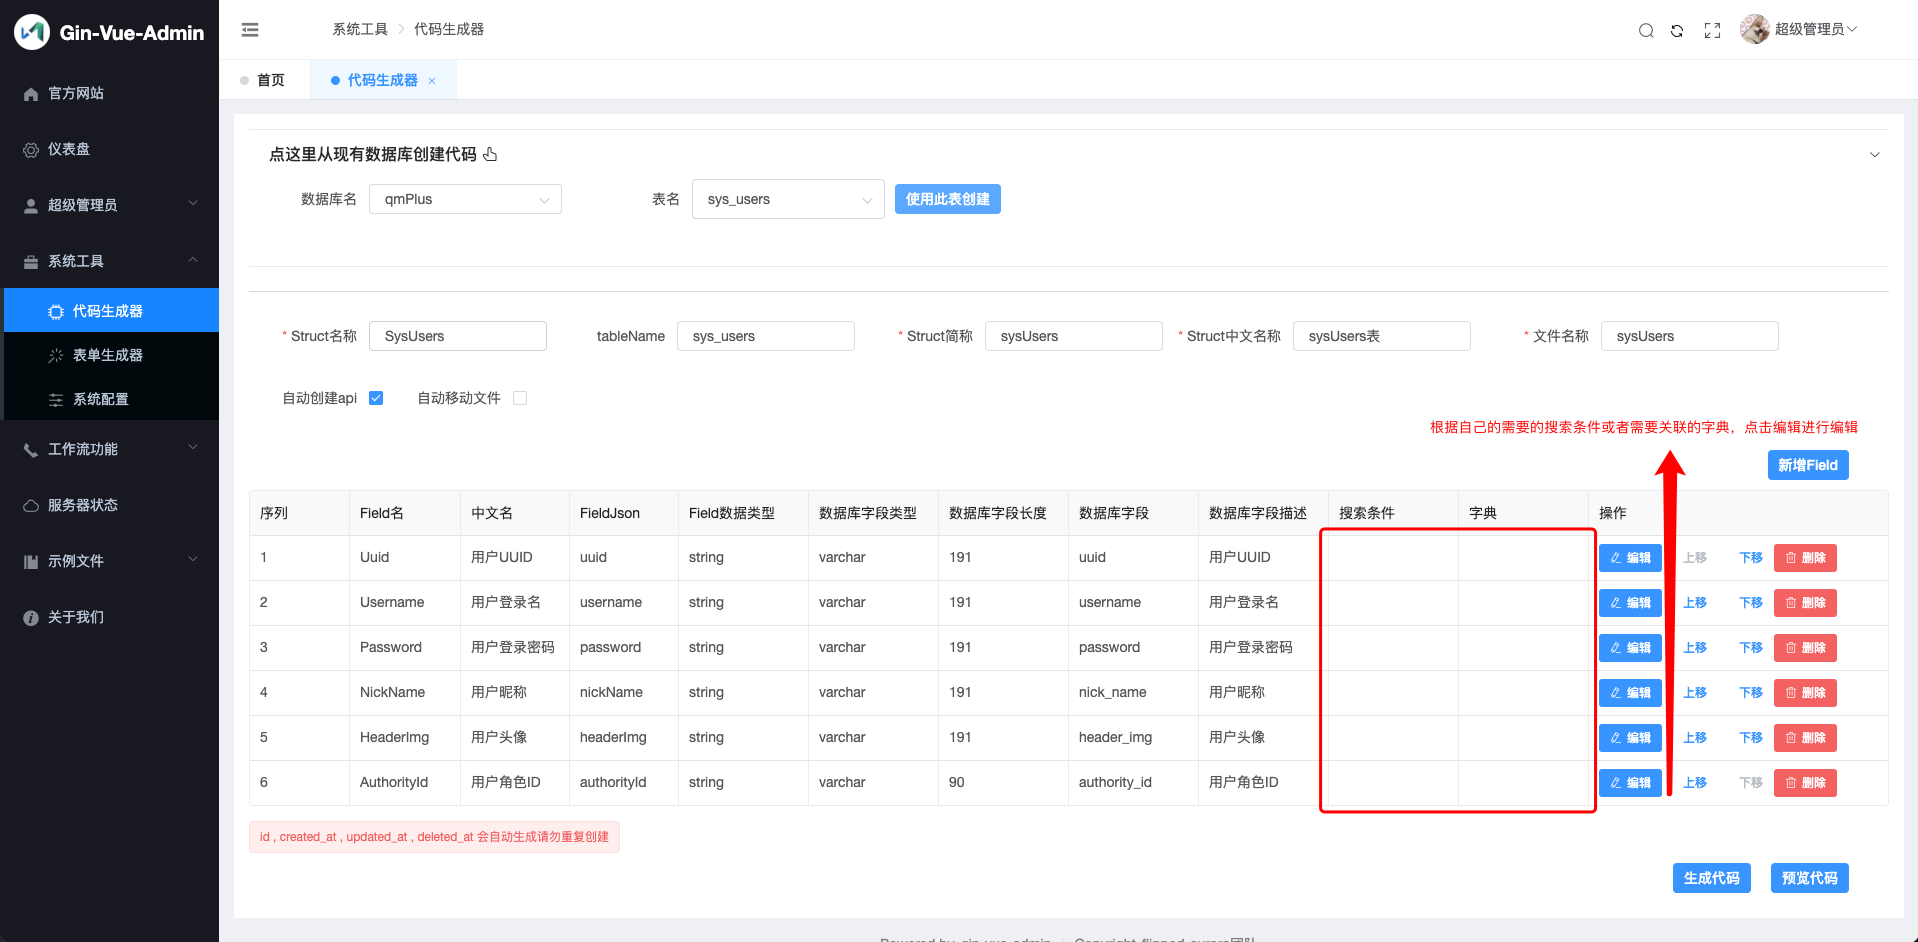 Gin-Vue-Admin
官方网站
仪表盘
超级管理员
系统工具
代码生成器
表单生成器
系统配置
工作流功能
服务器状态
示例文件
关于我们
系统工具 > 代码生成器
超级管理员
首页
代码生成器 ×
点这里从现有数据库创建代码
数据库名 qmPlus 表名 sys_users 使用此表创建
* Struct名称 SysUsers tableName sys_users * Struct简称 sysUsers * Struct中文名称 sysUsers表 * 文件名称 sysUsers
自动创建api 自动移动文件
根据自己的需要的搜索条件或者需要关联的字典，点击编辑进行编辑
新增Field
序列 Field名 中文名 FieldJson Field数据类型 数据库字段类型 数据库字段长度 数据库字段 数据库字段描述 搜索条件 字典 操作
1 Uuid 用户UUID uuid string varchar 191 uuid 用户UUID 编辑 上移 下移 删除
2 Username 用户登录名 username string varchar 191 username 用户登录名 编辑 上移 下移 删除
3 Password 用户登录密码 password string varchar 191 password 用户登录密码 编辑 上移 下移 删除
4 NickName 用户昵称 nickName string varchar 191 nick_name 用户昵称 编辑 上移 下移 删除
5 HeaderImg 用户头像 headerImg string varchar 191 header_img 用户头像 编辑 上移 下移 删除
6 AuthorityId 用户角色ID authorityId string varchar 90 authority_id 用户角色ID 编辑 上移 下移 删除
id , created_at , updated_at , deleted_at 会自动生成请勿重复创建
生成代码 预览代码